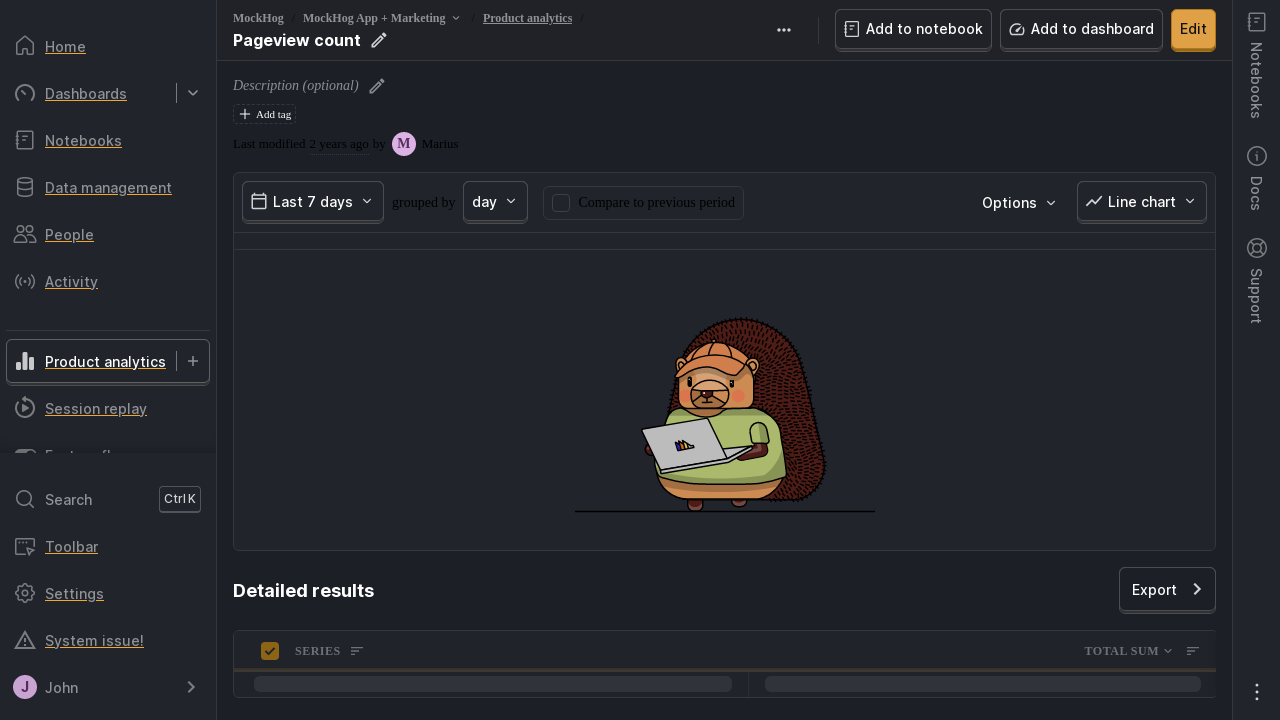 Home
Dashboards
Notebooks
Data management
People
Activity
Product analytics
Session replay
Search
Ctrl K
Toolbar
Settings
System issue!
J
John
MockHog / MockHog App + Marketing / Product analytics /
Pageview count
Add to notebook
Add to dashboard
Edit
Description (optional)
Add tag
Last modified 2 years ago by M Marius
Last 7 days grouped by day Compare to previous period
Options
Line chart
Detailed results
Export
SERIES
TOTAL SUM
Notebooks
Docs
Support